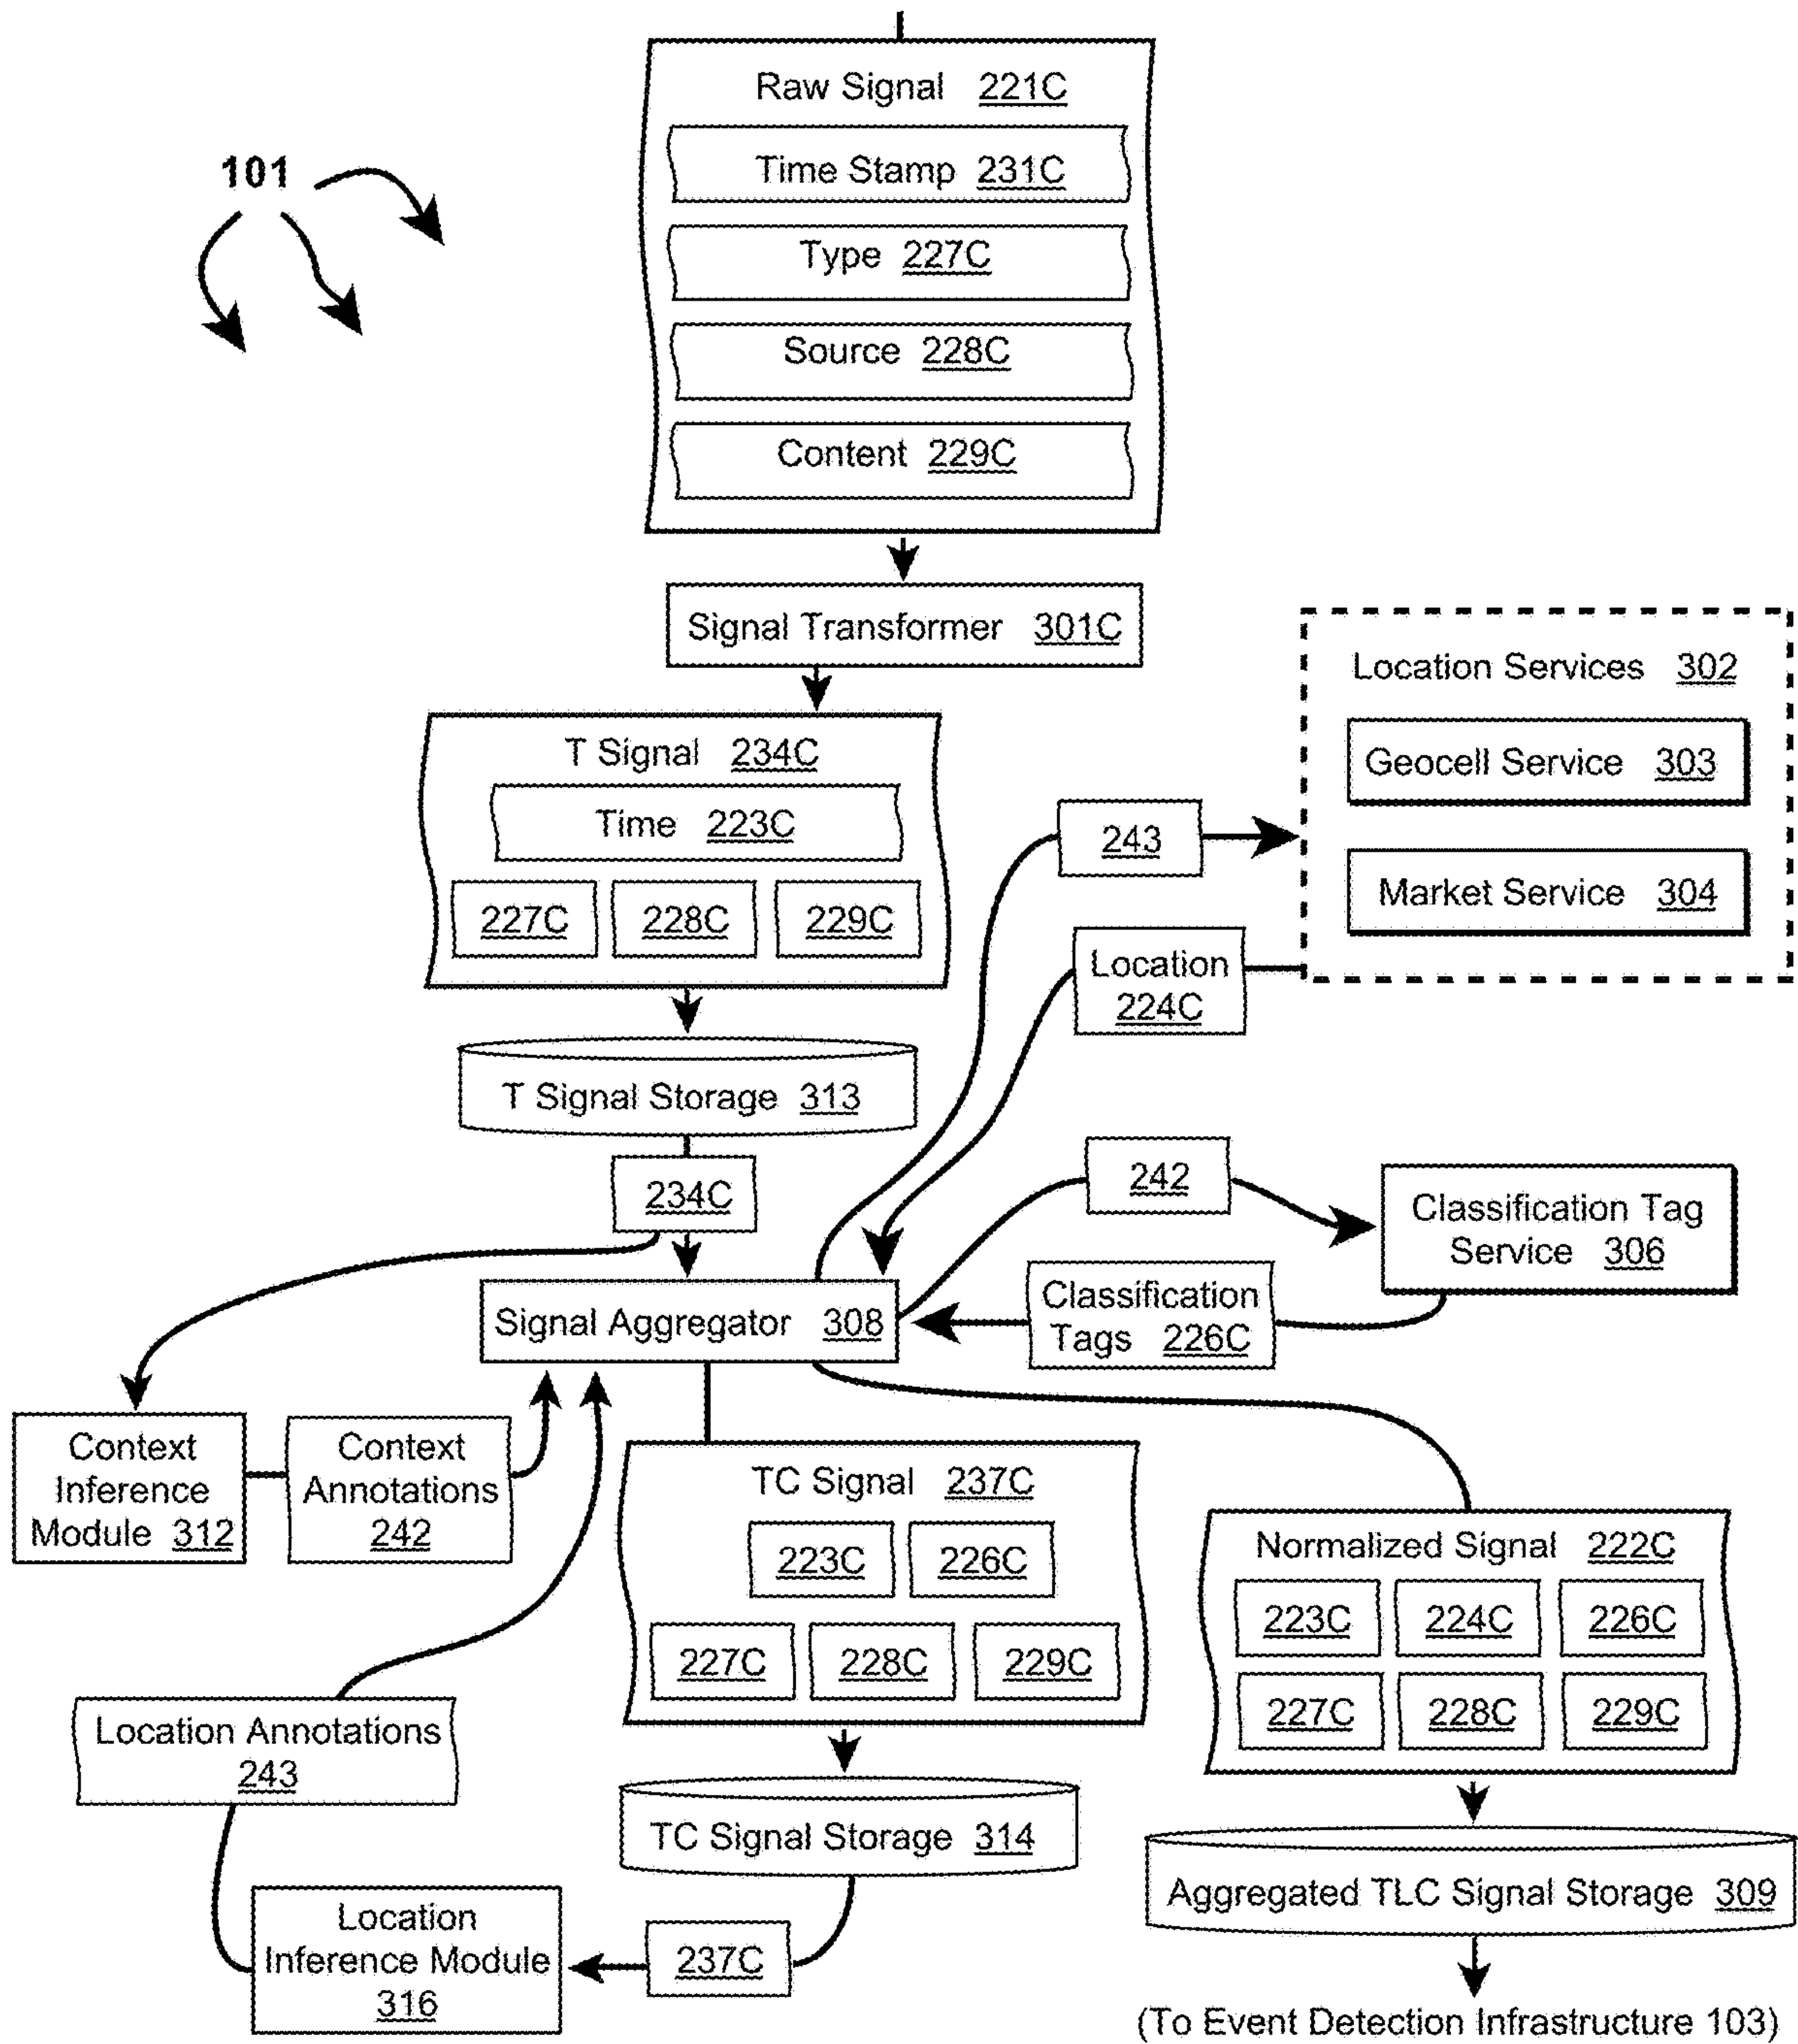 Raw Signal 221C
101
Time Stamp 231C
Type 227C
Source 228C
Content 229C
Signal Transformer 301C
Location Services 302
Geocell Service 303
Market Service 304
T Signal 234C
Time 223C
227C 228C 229C
243
Location
224C
T Signal Storage 313
234C
242
Classification Tag
Service 306
Classification
Tags 226C
Signal Aggregator 308
Context
Inference
Module 312
Context
Annotations
242
TC Signal 237C
223C 226C
227C 228C 229C
Normalized Signal 222C
223C 224C 226C
227C 228C 229C
Location Annotations
243
TC Signal Storage 314
Aggregated TLC Signal Storage 309
Location
Inference Module
316
237C
(To Event Detection Infrastructure 103)